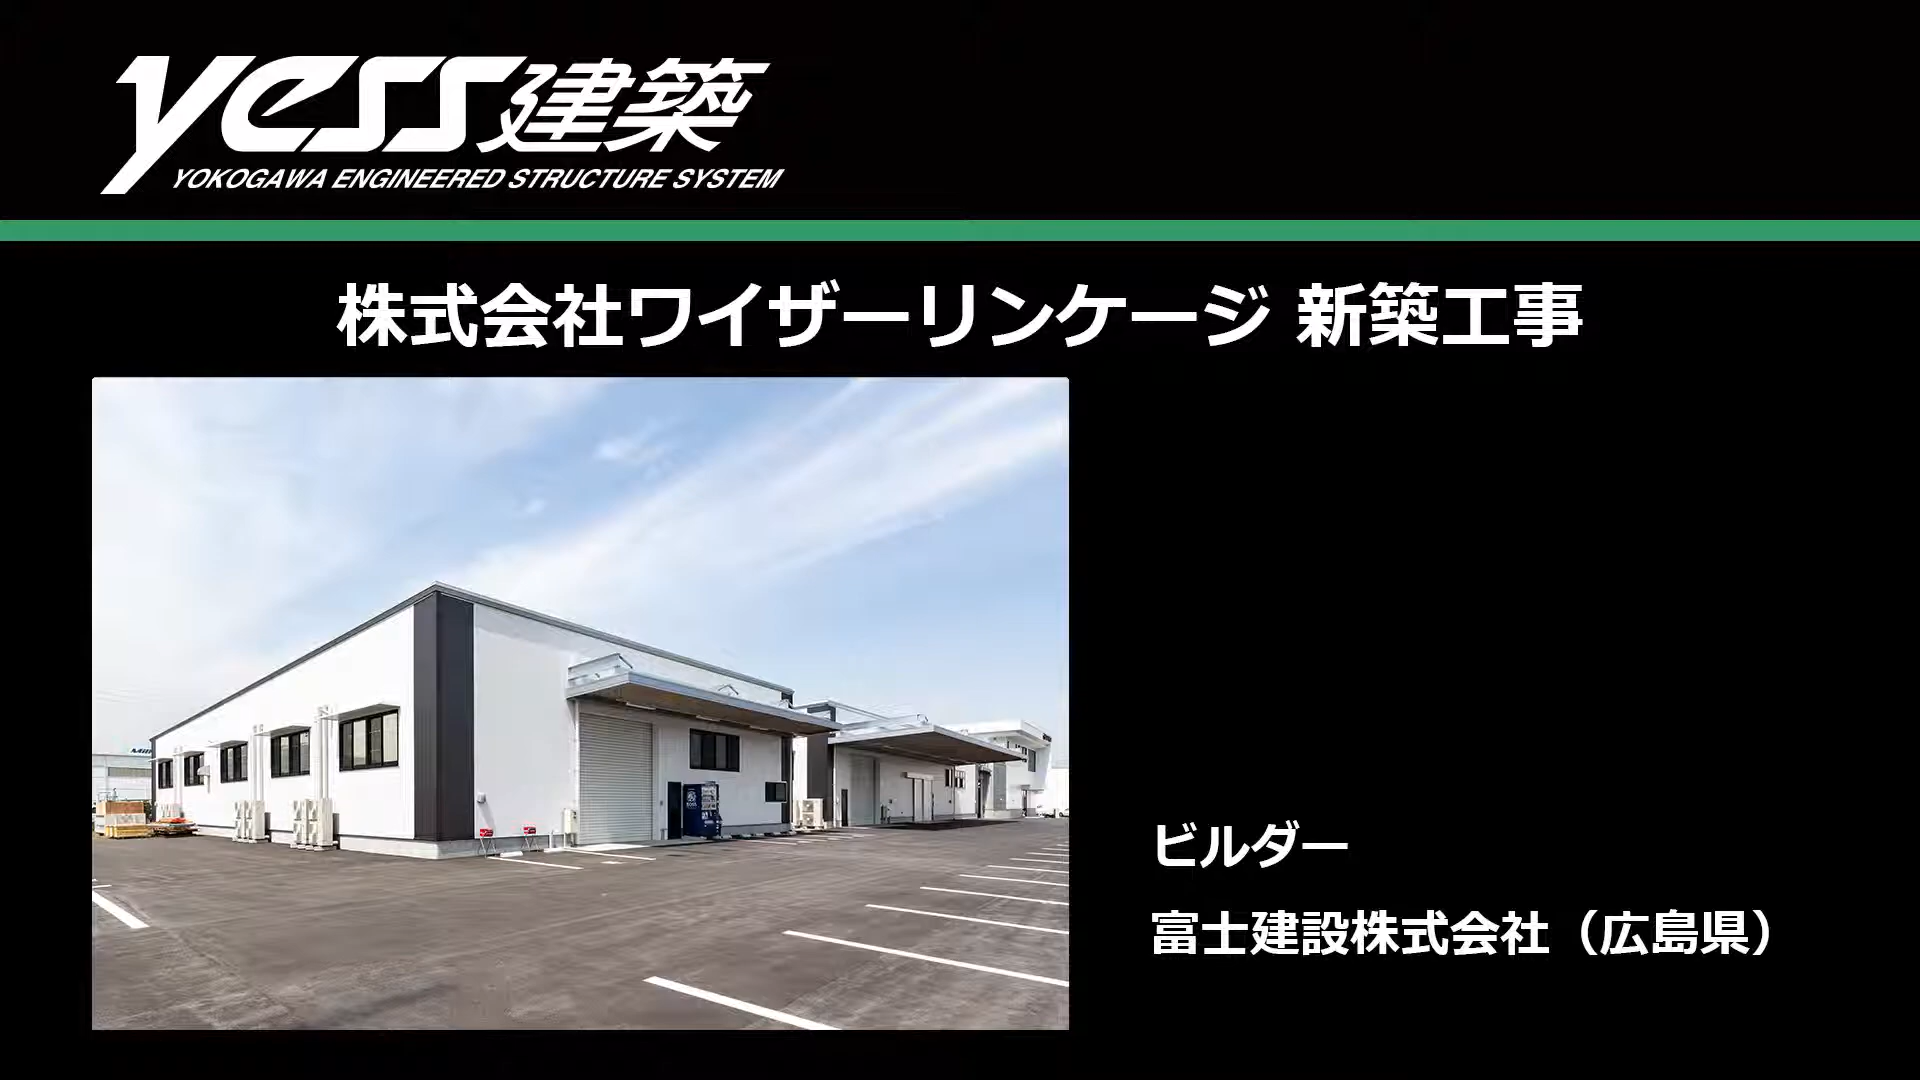 yess建築
YOKOGAWA ENGINEERED STRUCTURE SYSTEM
株式会社ワイザーリンケージ 新築工事
BOSS
ビルダー
富士建設株式会社（広島県）